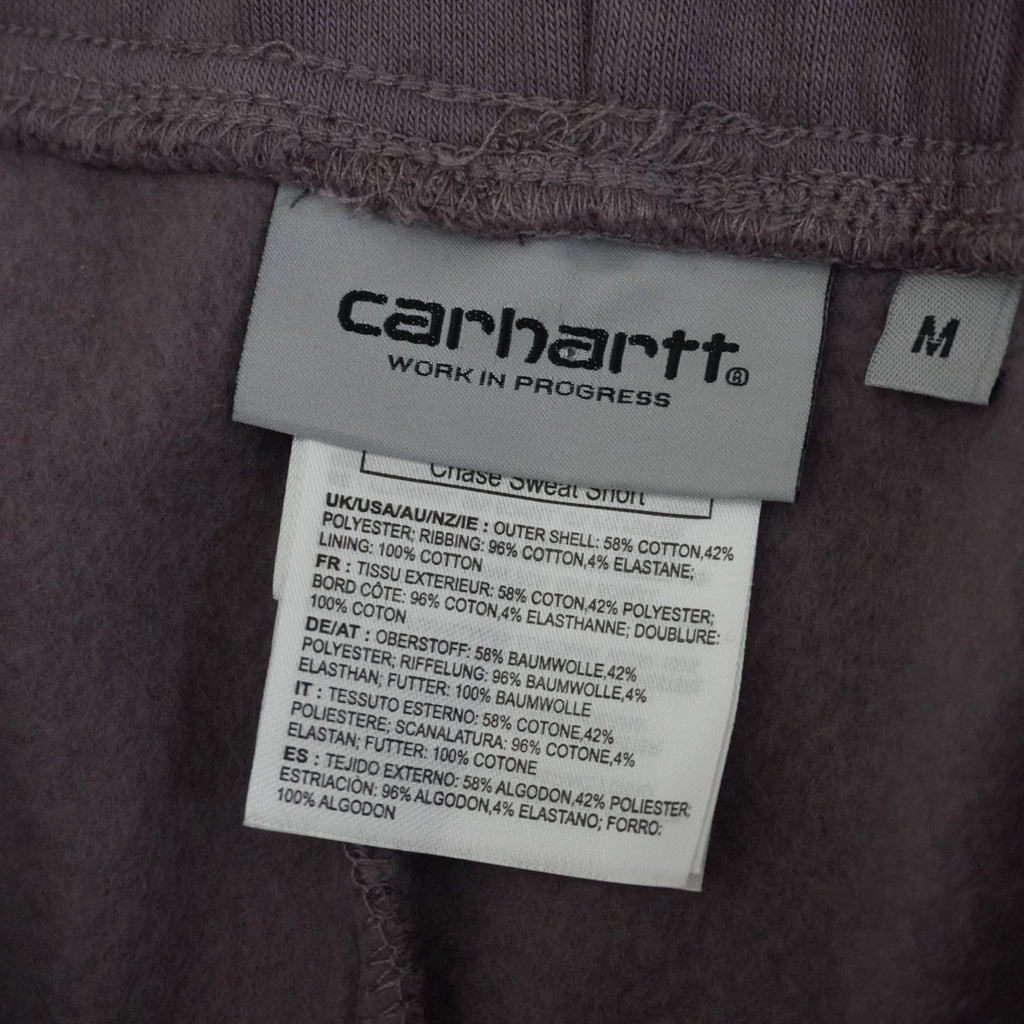 carhartt®
WORK IN PROGRESS
M
Chase Sweat Short
UK/USA/AU/NZ/IE : OUTER SHELL: 58% COTTON,42%
POLYESTER; RIBBING: 96% COTTON,4% ELASTANE;
LINING: 100% COTTON
FR : TISSU EXTERIEUR: 58% COTON,42% POLYESTER;
BORD CÔTE: 96% COTON,4% ELASTHANNE; DOUBLURE:
100% COTON
DE/AT : OBERSTOFF: 58% BAUMWOLLE,42%
POLYESTER; RIFFELUNG: 96% BAUMWOLLE,4%
ELASTHAN; FUTTER: 100% BAUMWOLLE
IT : TESSUTO ESTERNO: 58% COTONE,42%
POLIESTERE; SCANALATURA: 96% COTONE,4%
ELASTAN; FUTTER: 100% COTONE
ES : TEJIDO EXTERNO: 58% ALGODON,42% POLIESTER;
ESTRIACIÓN: 96% ALGODON,4% ELASTANO; FORRO:
100% ALGODON